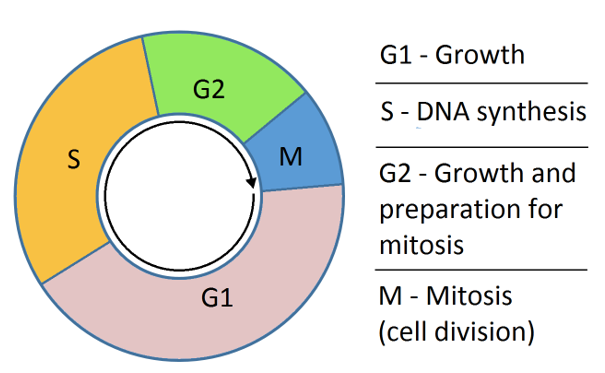 G2
S
M
G1
G1 - Growth
S - DNA synthesis
G2 - Growth and
preparation for
mitosis
M - Mitosis
(cell division)